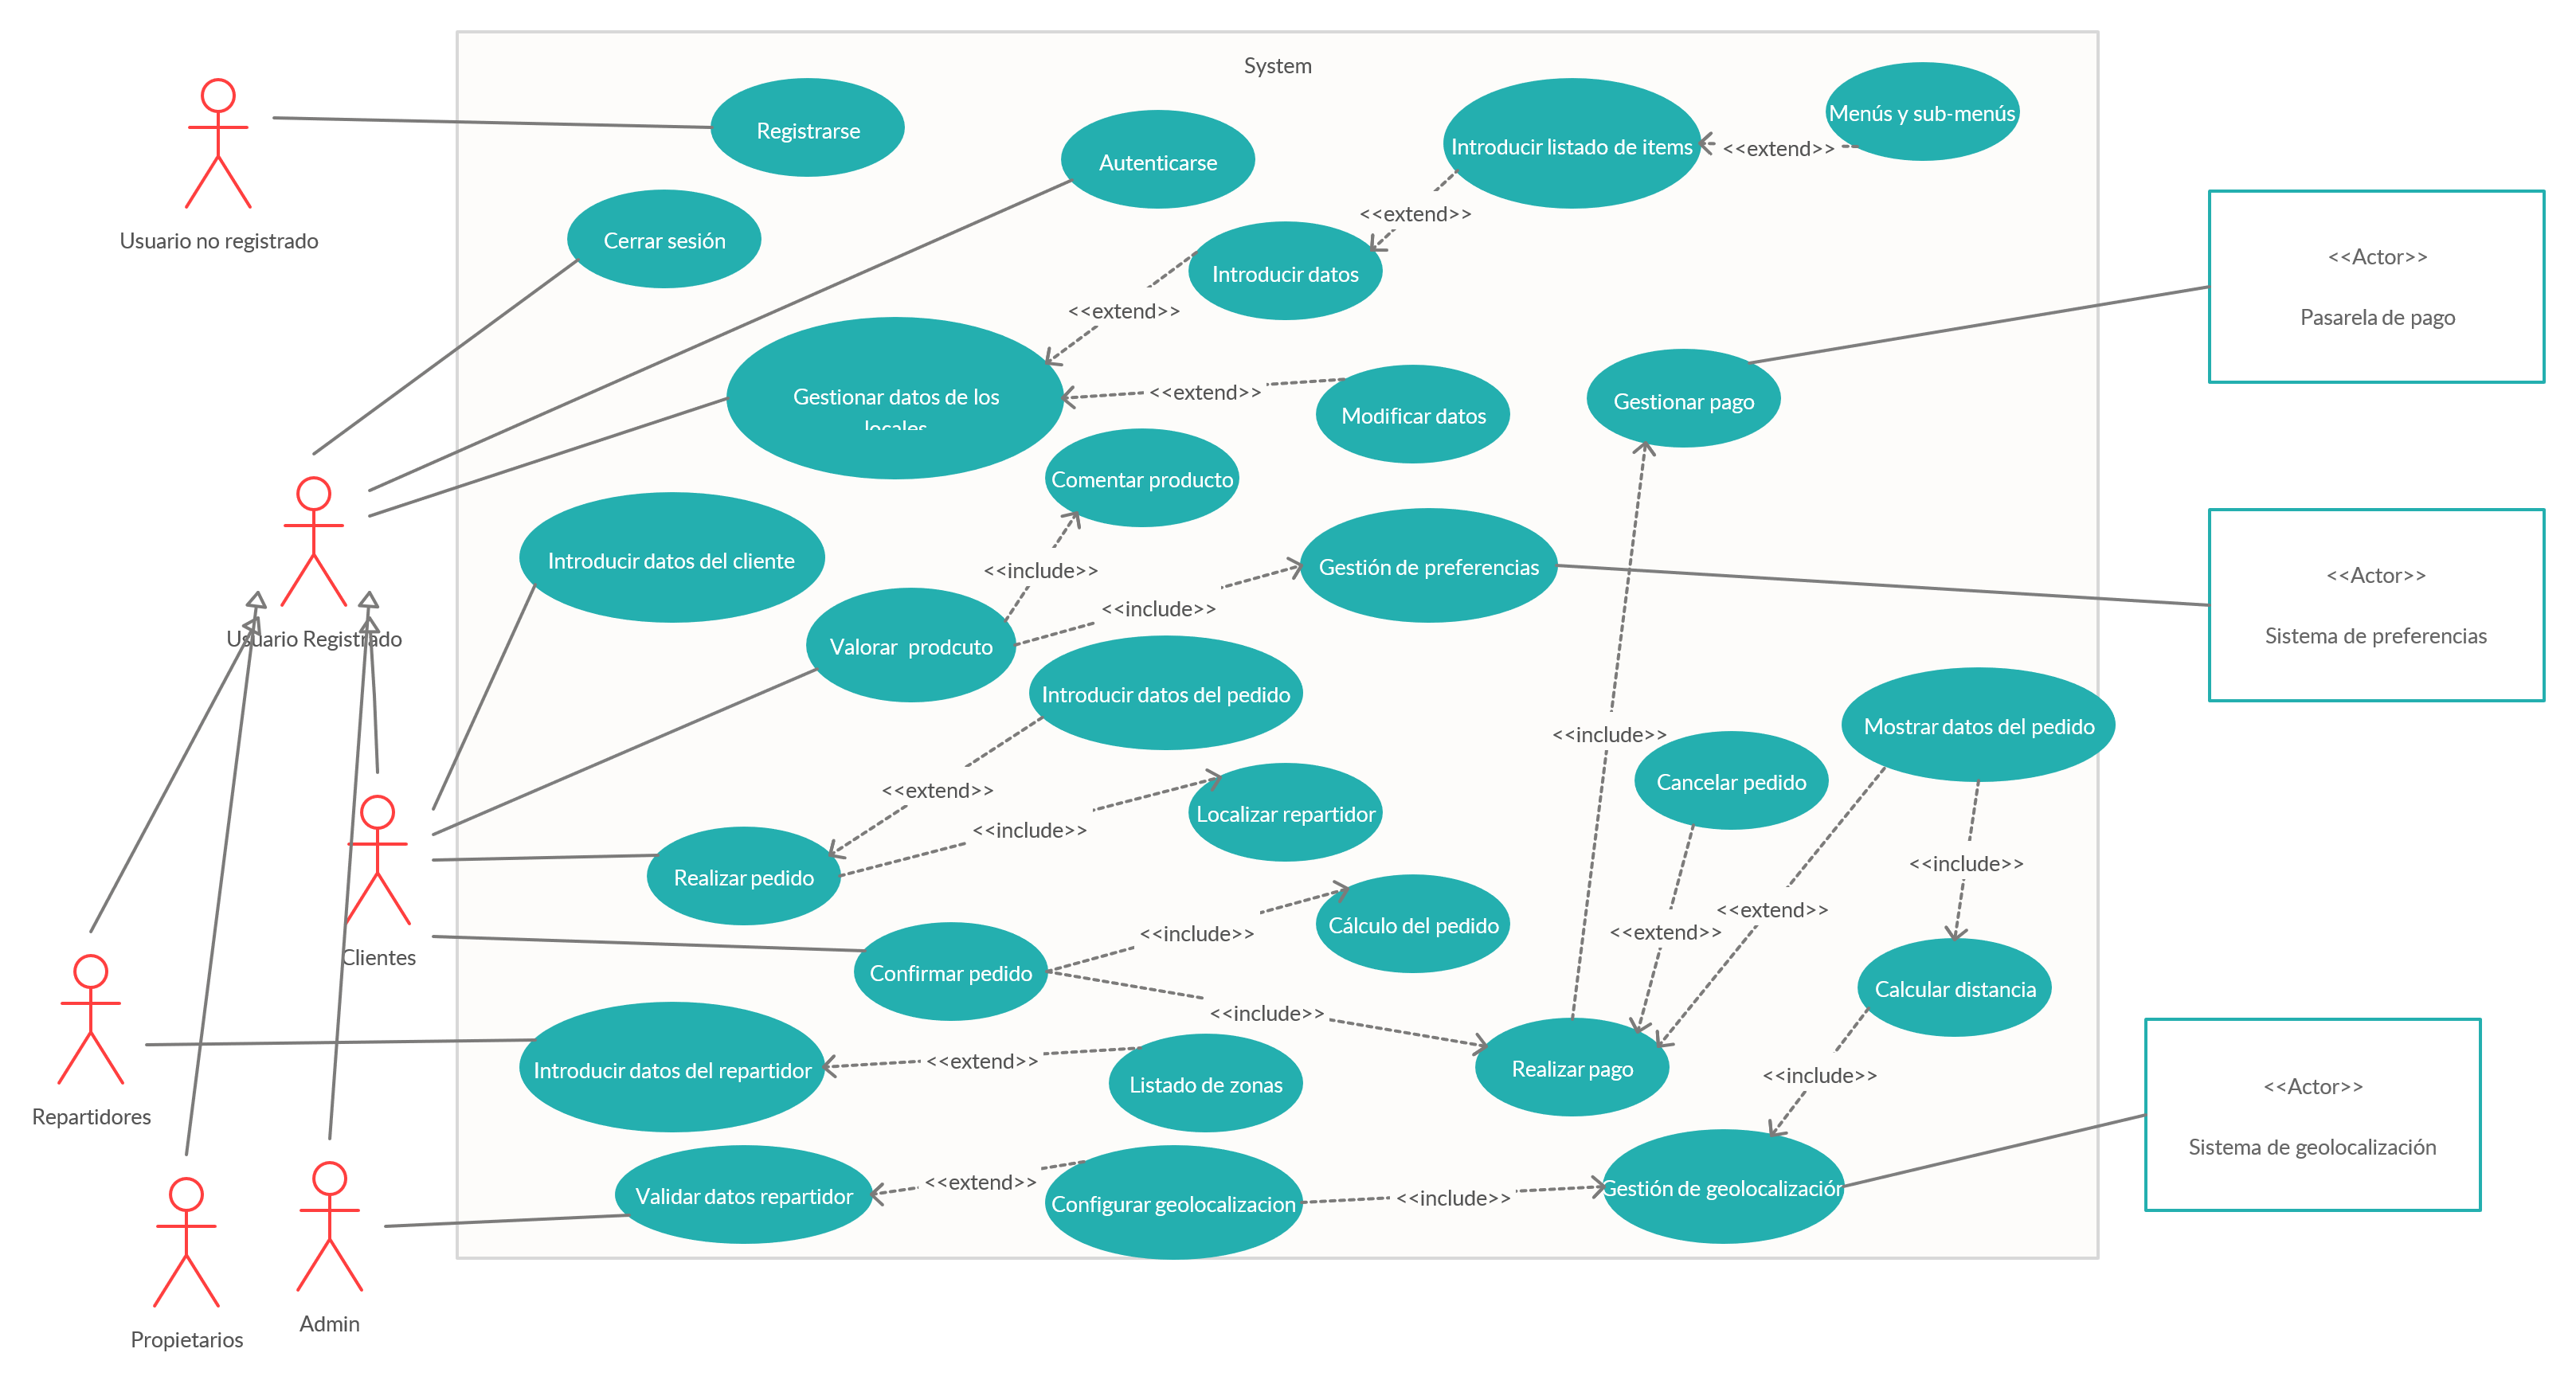 System
Registrarse
Menús y sub-menús
Introducir listado de items
<<extend>>
Autenticarse
Usuario no registrado
Cerrar sesión
<<extend>>
Introducir datos
<<Actor>>
Pasarela de pago
<<extend>>
Gestionar datos de los
locales
<<extend>>
Modificar datos
Gestionar pago
Comentar producto
Introducir datos del cliente
<<include>>
Gestión de preferencias
<<Actor>>
Sistema de preferencias
<<include>>
Usuario Registrado
Valorar  prodcuto
Introducir datos del pedido
<<include>>
Mostrar datos del pedido
<<extend>>
Cancelar pedido
Localizar repartidor
<<include>>
<<include>>
Realizar pedido
<<extend>>
Cálculo del pedido
<<include>>
<<extend>>
Clientes
Confirmar pedido
Calcular distancia
<<include>>
Introducir datos del repartidor
<<extend>>
Listado de zonas
Realizar pago
<<include>>
<<Actor>>
Sistema de geolocalización
Repartidores
Validar datos repartidor
<<extend>>
Configurar geolocalizacion
<<include>>
Gestión de geolocalización
Admin
Propietarios